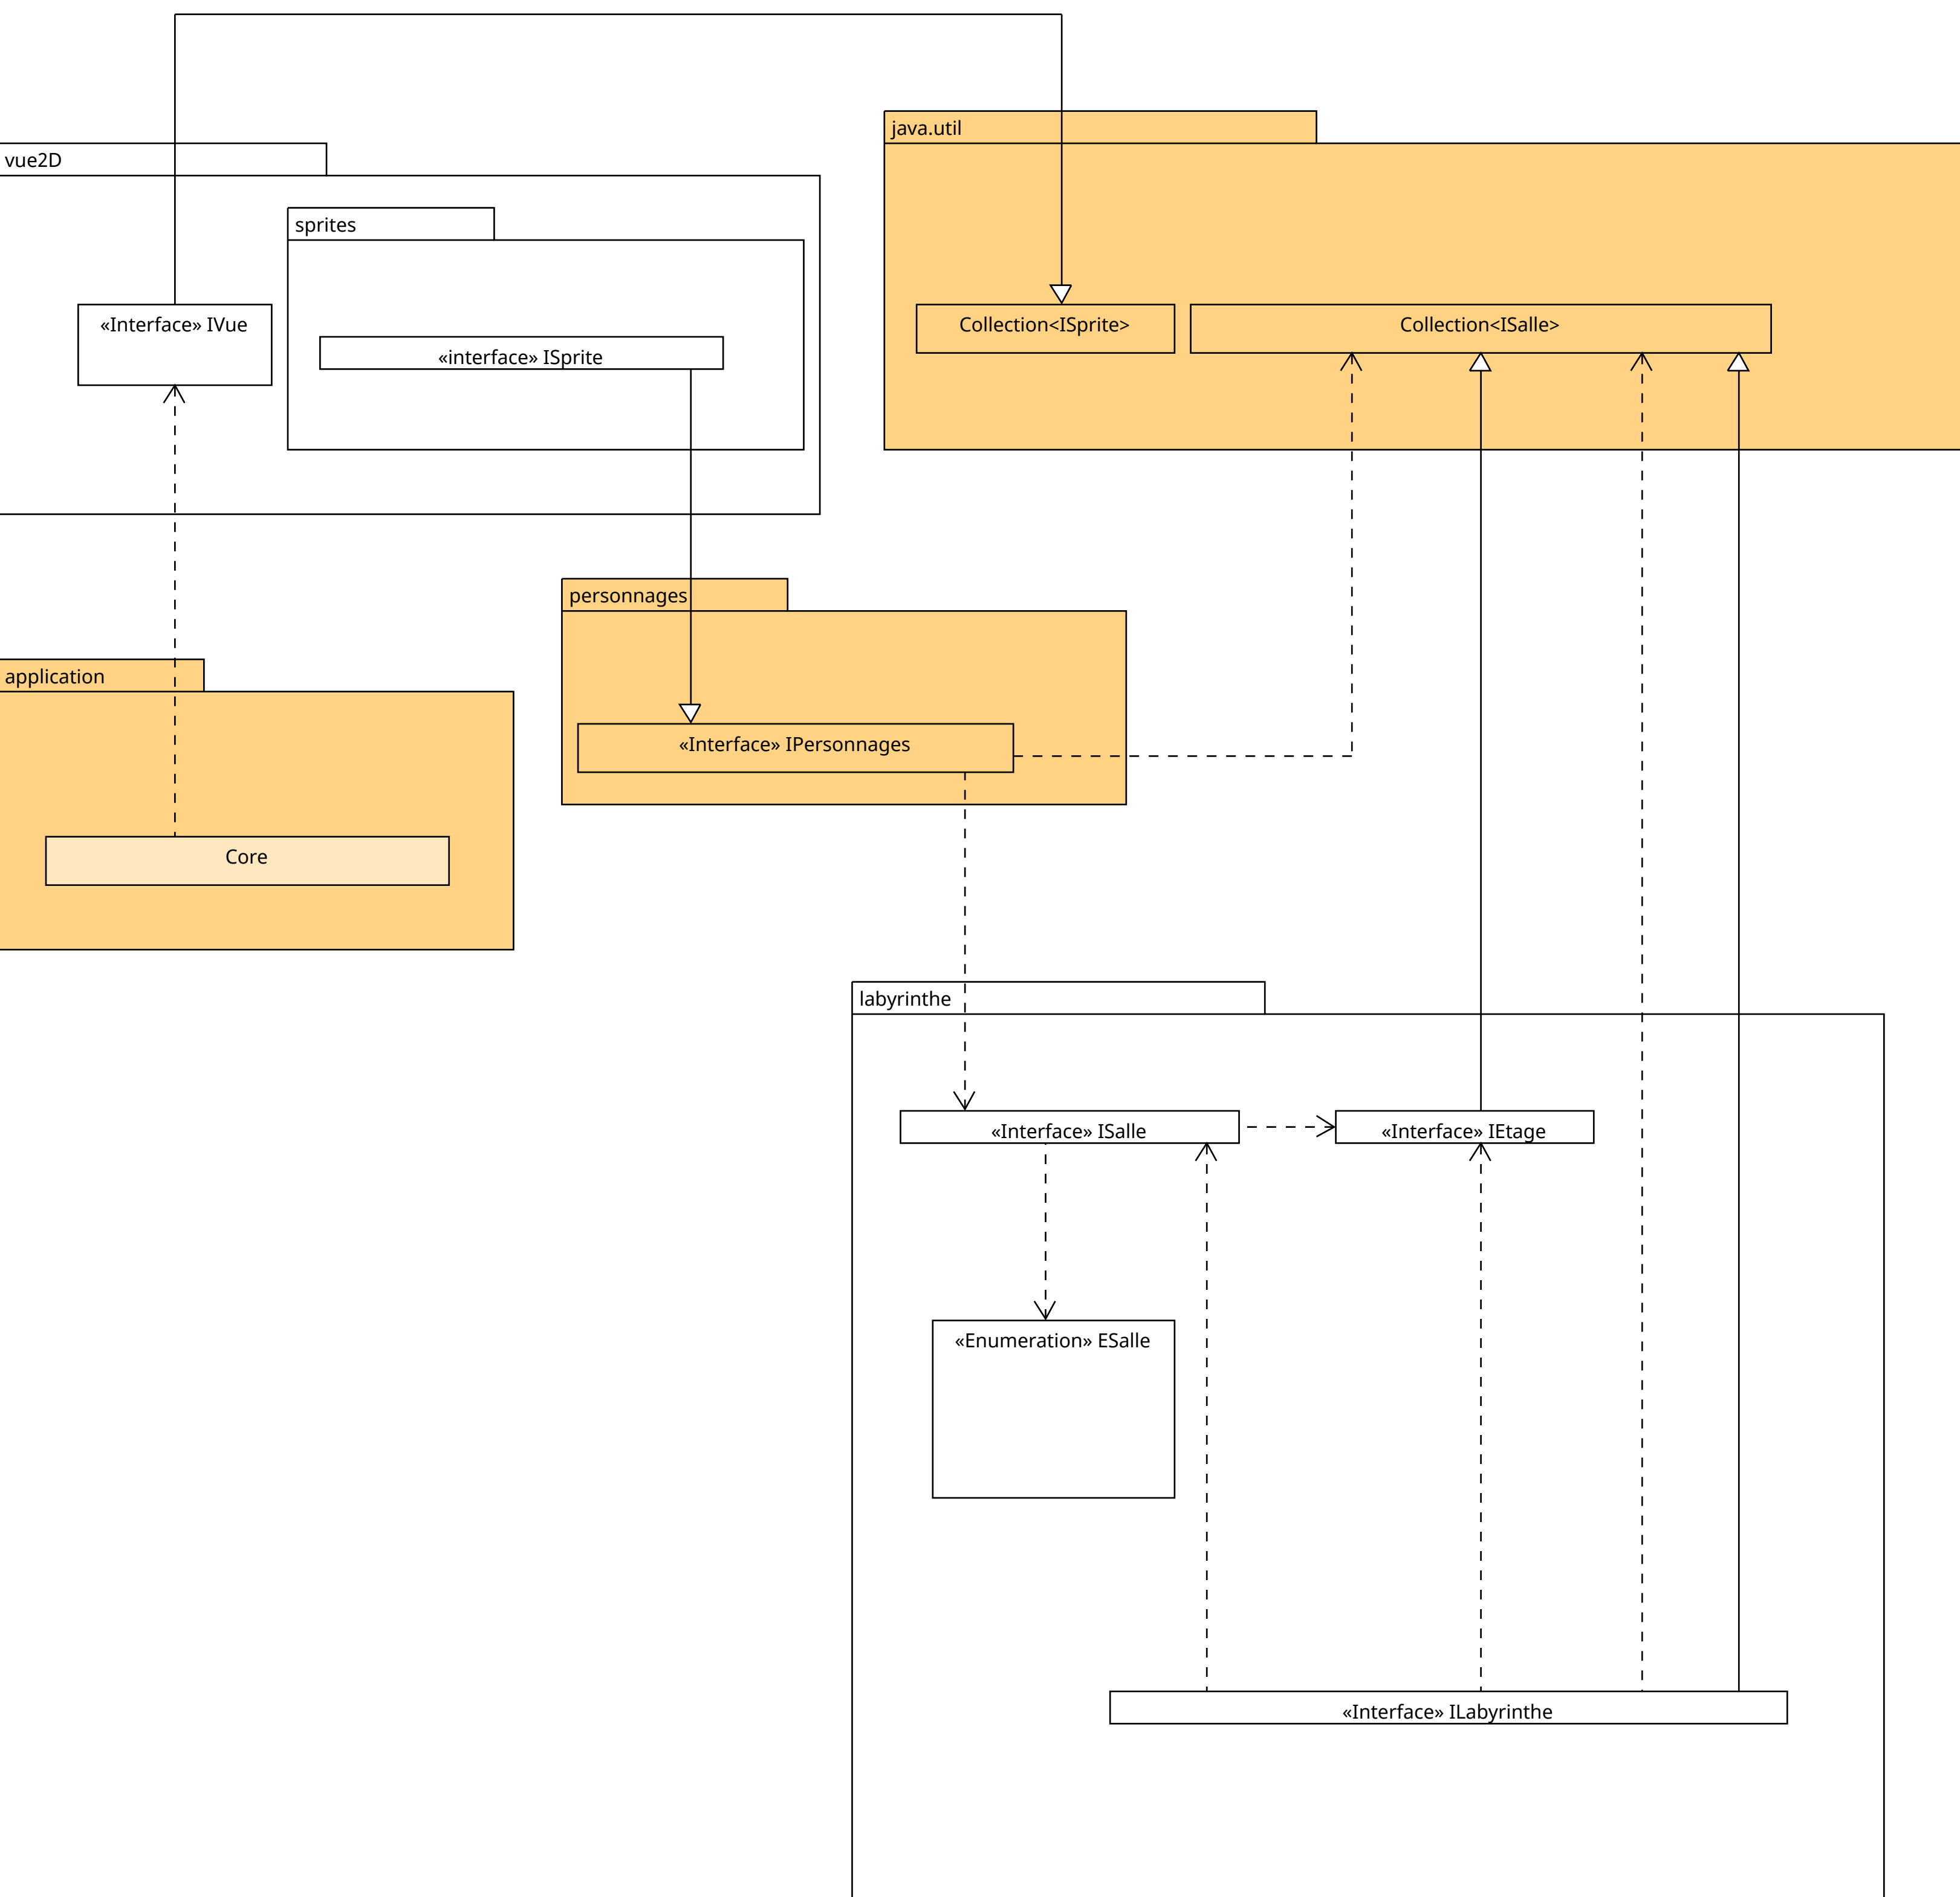 java.util
vue2D
sprites
«Interface» IVue
«interface» ISprite
Collection<ISprite>
Collection<ISalle>
personnages
application
«Interface» IPersonnages
Core
labyrinthe
«Interface» ISalle
«Interface» IEtage
«Enumeration» ESalle
«Interface» ILabyrinthe